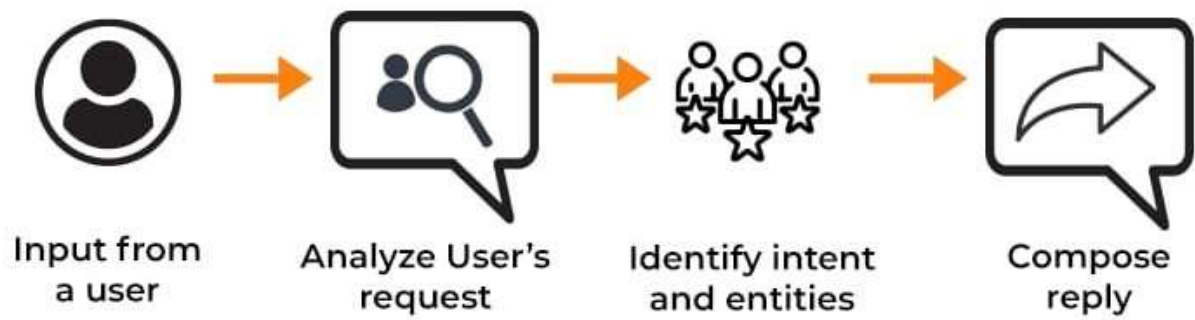 Input from
a user
Analyze User's
request
Identify intent
and entities
Compose
reply